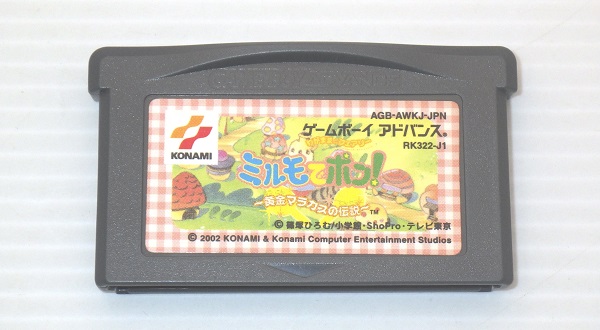 AGB-AWKJ-JPN
ゲームボーイ アドバンス®
RK322-J1
KONAMI
ミルモでポン!
〜黄金マラカスの伝説〜™
© 篠塚ひろむ/小学館・ShoPro・テレビ東京
© 2002 KONAMI & Konami Computer Entertainment Studios